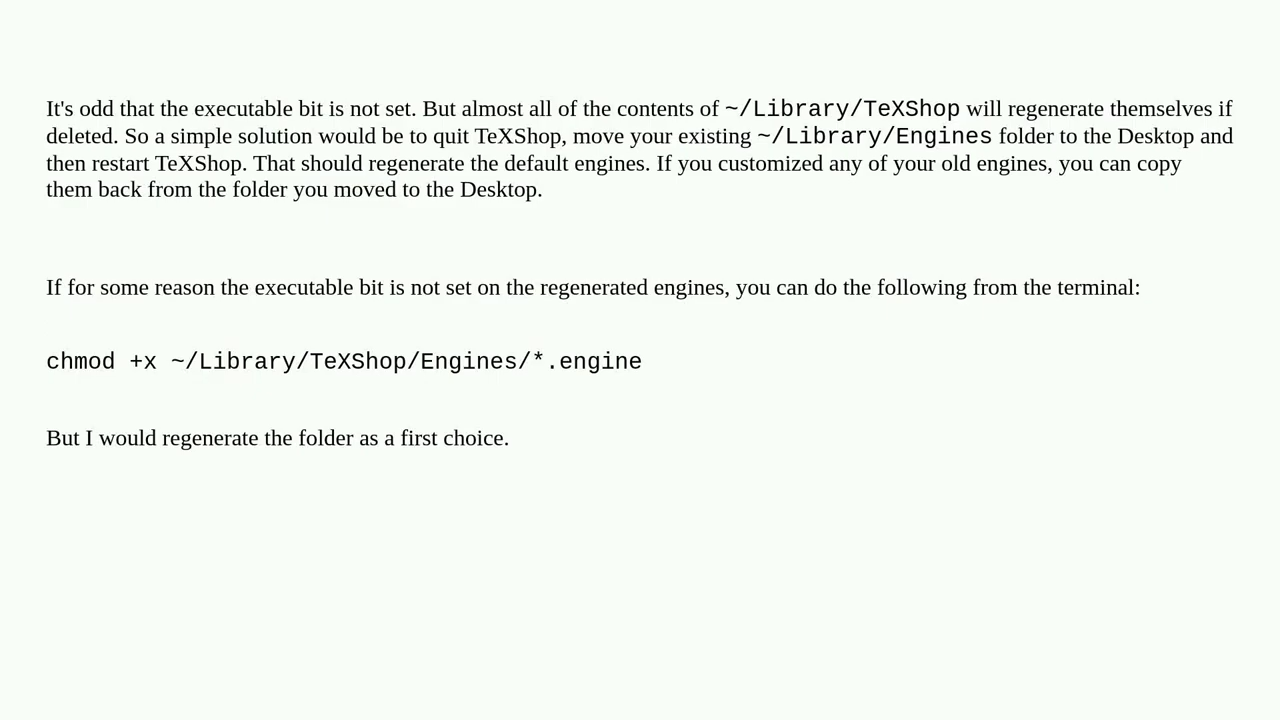 It's odd that the executable bit is not set. But almost all of the contents of ~/Library/TeXShop will regenerate themselves if
deleted. So a simple solution would be to quit TeXShop, move your existing ~/Library/Engines folder to the Desktop and
then restart TeXShop. That should regenerate the default engines. If you customized any of your old engines, you can copy
them back from the folder you moved to the Desktop.
If for some reason the executable bit is not set on the regenerated engines, you can do the following from the terminal:
chmod +x ~/Library/TeXShop/Engines/*.engine
But I would regenerate the folder as a first choice.